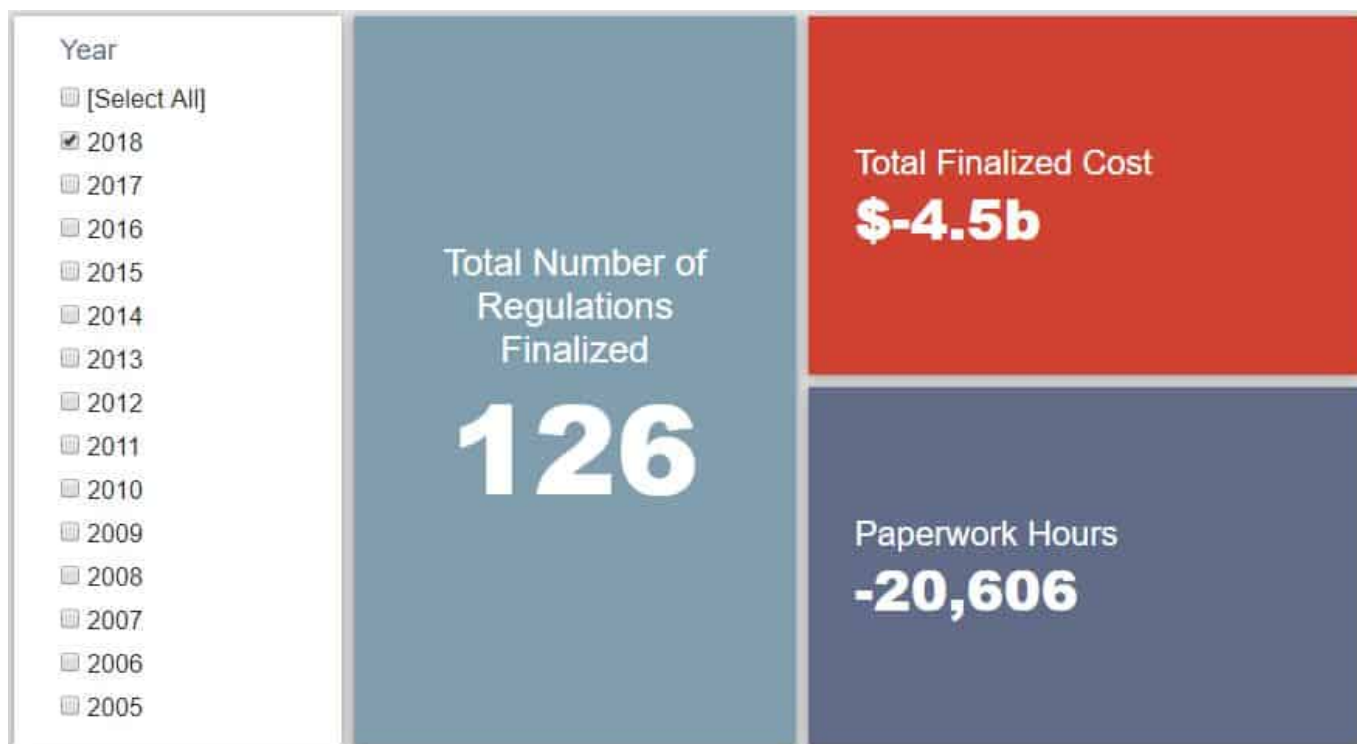 Year
[Select All]
2018
2017
2016
2015
2014
2013
2012
2011
2010
2009
2008
2007
2006
2005
Total Number of
Regulations
Finalized
126
Total Finalized Cost
$-4.5b
Paperwork Hours
-20,606